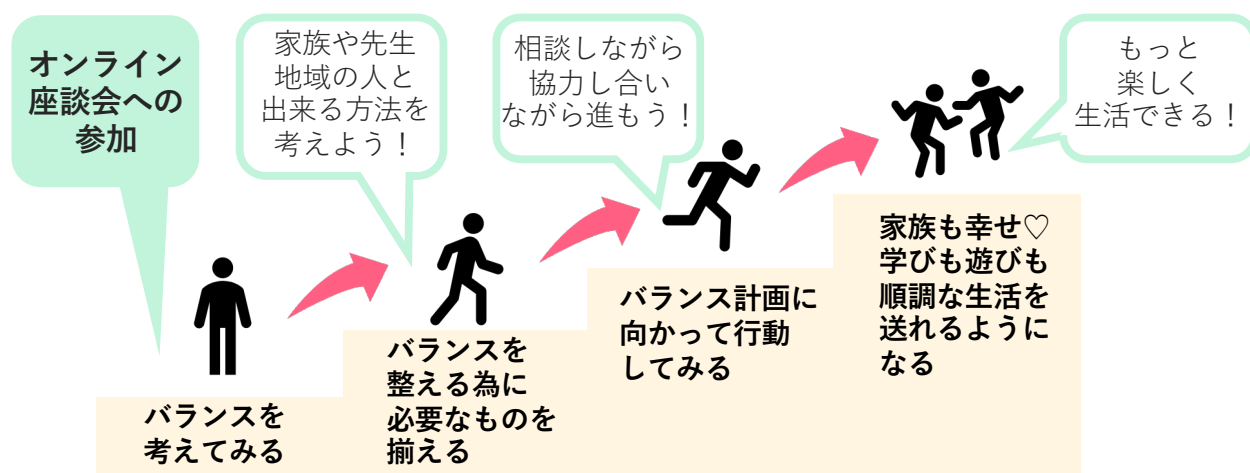 オンライン
座談会への
参加
バランスを
考えてみる
家族や先生
地域の人と
出来る方法を
考えよう！
バランスを
整える為に
必要なものを
揃える
相談しながら
協力し合い
ながら進もう！
バランス計画に
向かって行動
してみる
もっと
楽しく
生活できる！
家族も幸せ♡
学びも遊びも
順調な生活を
送れるように
なる